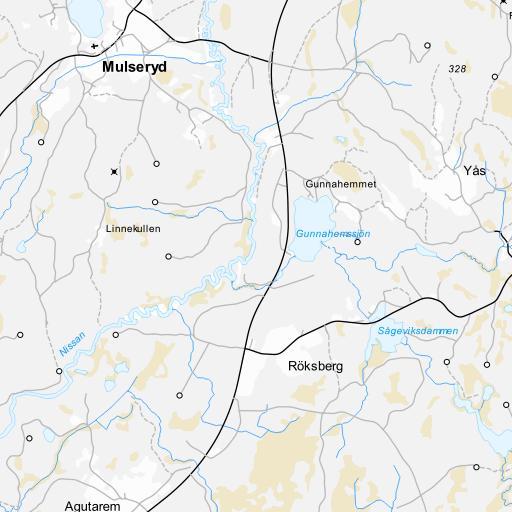 328
Mulseryd
Yås
Gunnahemmet
Linnekullen
Gunnahemssjön
Sågeviksdammen
Nissan
Röksberg
Agutarem